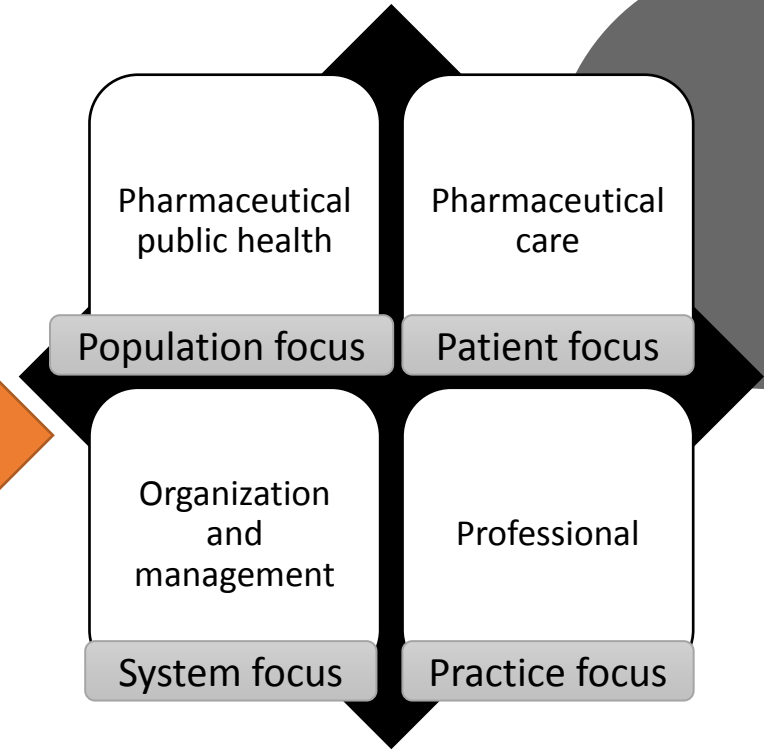 Pharmaceutical
public health
Population focus
Pharmaceutical
care
Patient focus
Organization
and
management
System focus
Professional
Practice focus